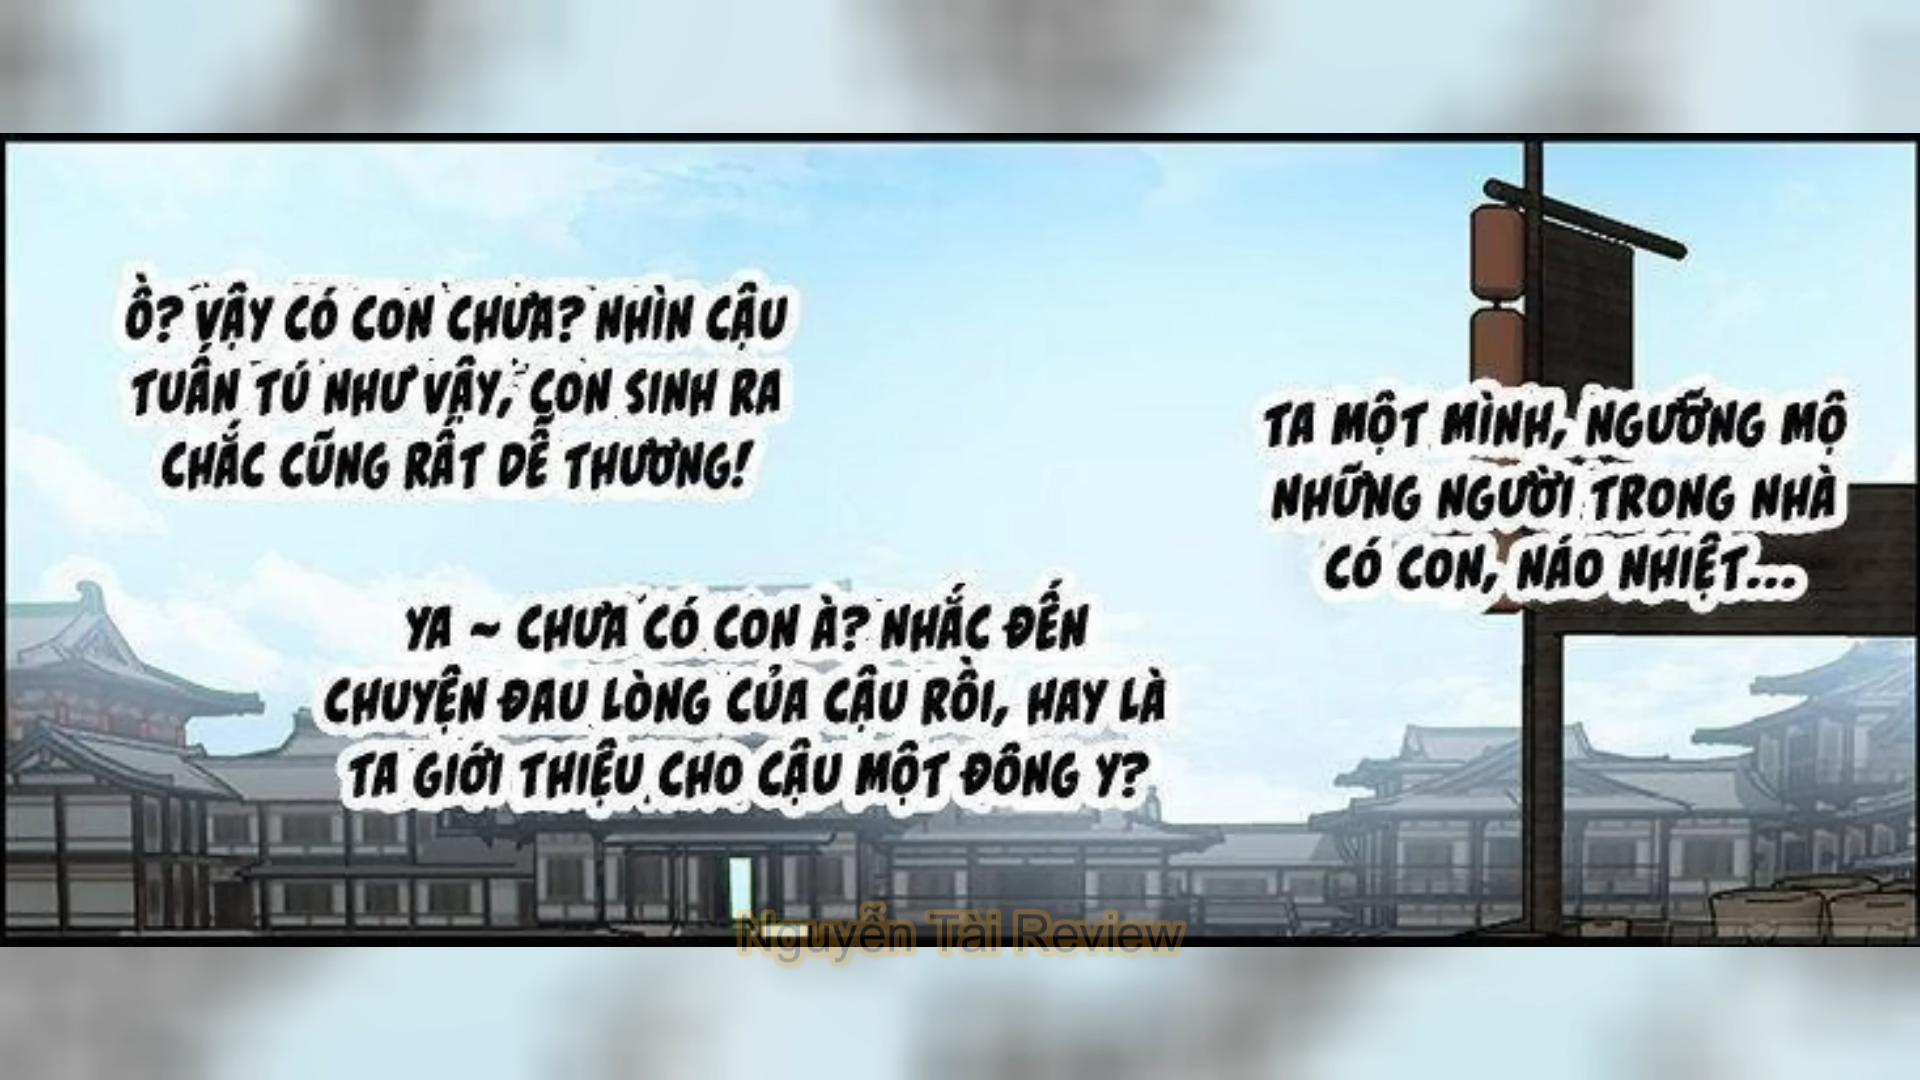 Ồ? VẬY CÓ CON CHƯA? NHÌN CẬU
TUẤN TÚ NHƯ VẬY, CON SINH RA
CHẮC CŨNG RẤT DỄ THƯƠNG!
TA MỘT MÌNH, NGƯỠNG MỘ
NHỮNG NGƯỜI TRONG NHÀ
CÓ CON, NÁO NHIỆT...
YA ~ CHƯA CÓ CON À? NHẮC ĐẾN
CHUYỆN ĐAU LÒNG CỦA CẬU RỒI, HAY LÀ
TA GIỚI THIỆU CHO CẬU MỘT ĐÔNG Y?
Nguyễn Tài Review